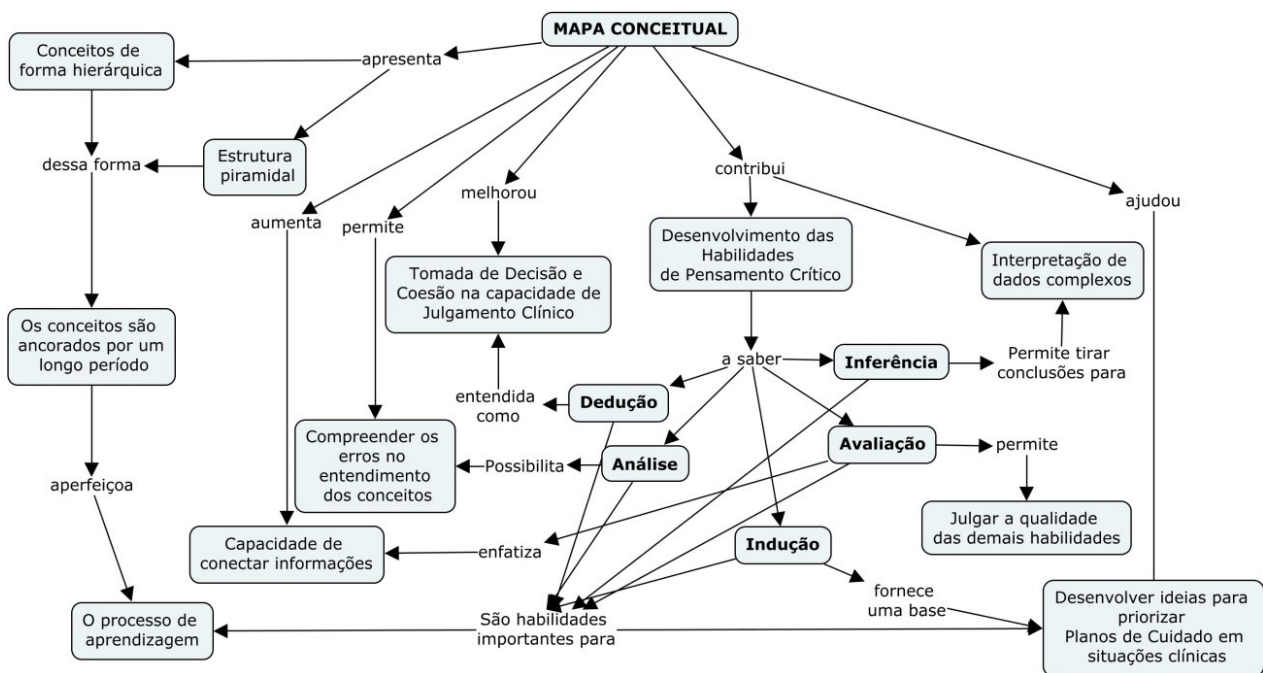 MAPA CONCEITUAL
Conceitos de
forma hierárquica
apresenta
dessa forma
Estrutura
piramidal
contribui
melhorou
ajudou
aumenta
permite
Desenvolvimento das
Habilidades
de Pensamento Crítico
Interpretação de
dados complexos
Tomada de Decisão e
Coesão na capacidade de
Julgamento Clínico
Os conceitos são
ancorados por um
longo período
a saber
Inferência
Permite tirar
conclusões para
entendida
como
Dedução
Compreender os
erros no
entendimento
dos conceitos
Possibilita
Análise
Avaliação
permite
aperfeiçoa
Julgar a qualidade
das demais habilidades
Capacidade de
conectar informações
enfatiza
Indução
fornece
uma base
O processo de
aprendizagem
São habilidades
importantes para
Desenvolver ideias para
priorizar
Planos de Cuidado em
situações clínicas